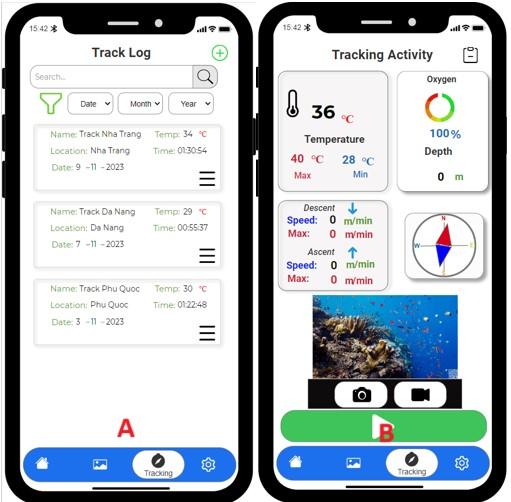 15:42
Track Log
Search...
Date
Month
Year
Name: Track Nha Trang Temp: 34 °C
Location: Nha Trang Time: 01:30:54
Date: 9 -11 -2023
Name: Track Da Nang Temp: 29 °C
Location: Da Nang Time: 00:55:37
Date: 7 -11 -2023
Name: Track Phu Quoc Temp: 30 °C
Location: Phu Quoc Time: 01:22:48
Date: 3 -11 -2023
A
Tracking
15:42
Tracking Activity
36 °C
Temperature
40 °C 28 °C
Max Min
Oxygen
100%
Depth
0 m
Descent
Speed: 0 m/min
Max: 0 m/min
Ascent
Speed: 0 m/min
Max: 0 m/min
N
W E
S
B
Tracking